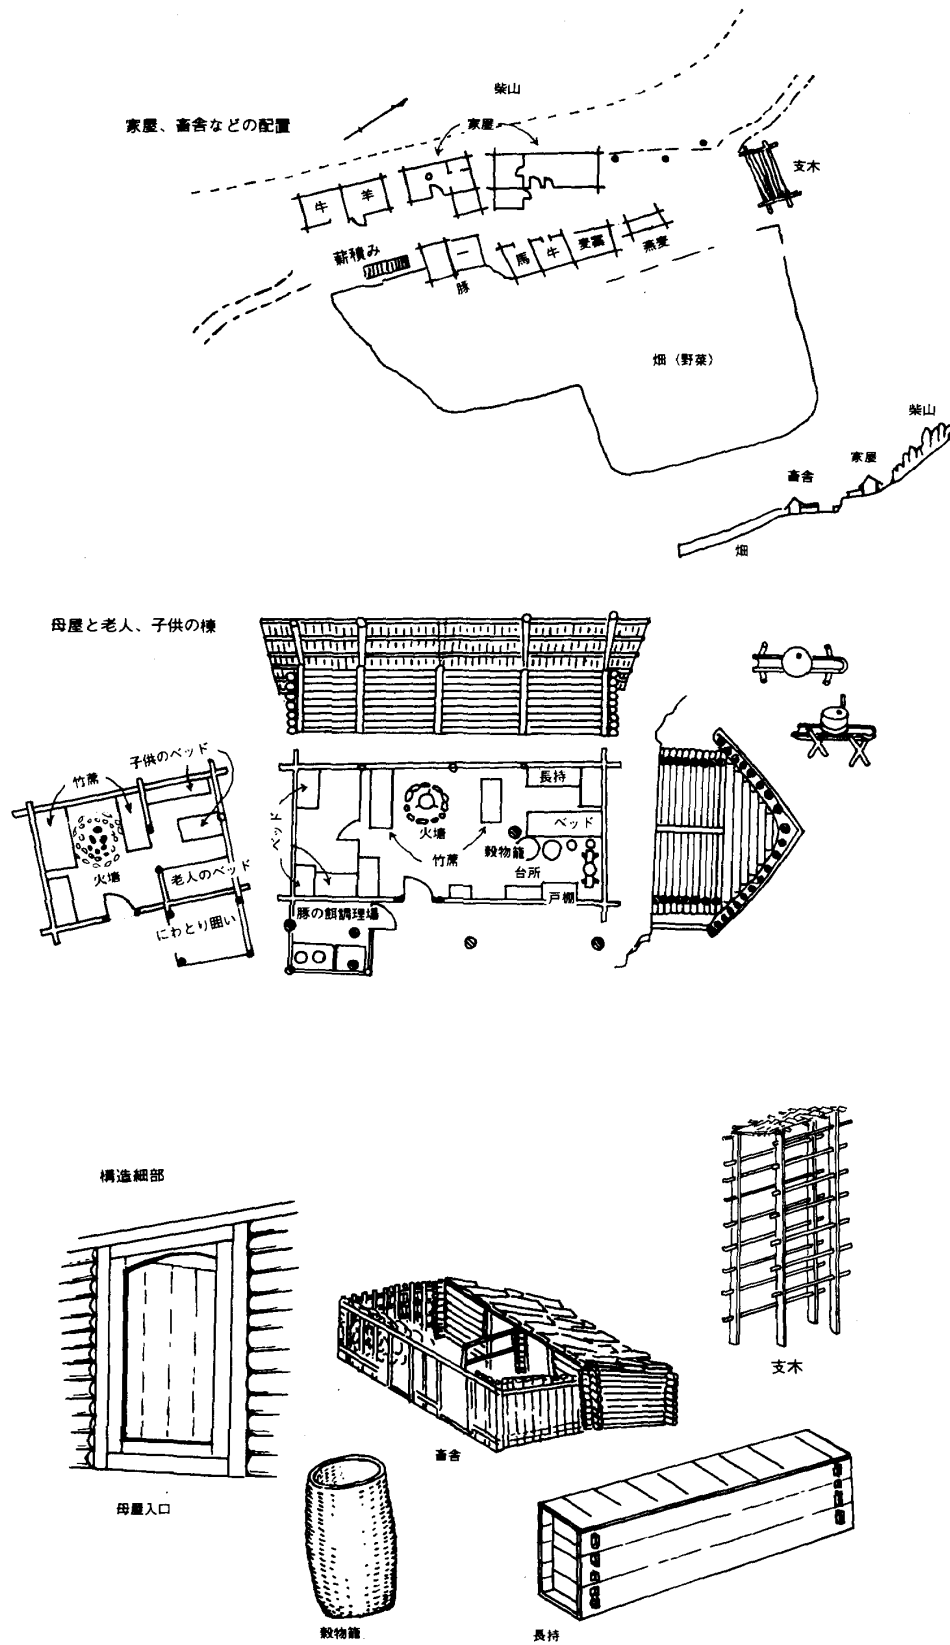 柴山
家屋、畜舎などの配置
家屋
支木
牛
羊
薪積み
豚
馬
牛
麦藁
燕麦
畑(野菜)
柴山
家屋
畜舎
畑
母屋と老人、子供の棟
子供のベッド
竹蓆
火塘
老人のベッド
にわとり囲い
ベッド
長持
火塘
ベッド
竹蓆
穀物籠
台所
戸棚
豚の餌調理場
構造細部
支木
畜舎
母屋入口
穀物籠
長持